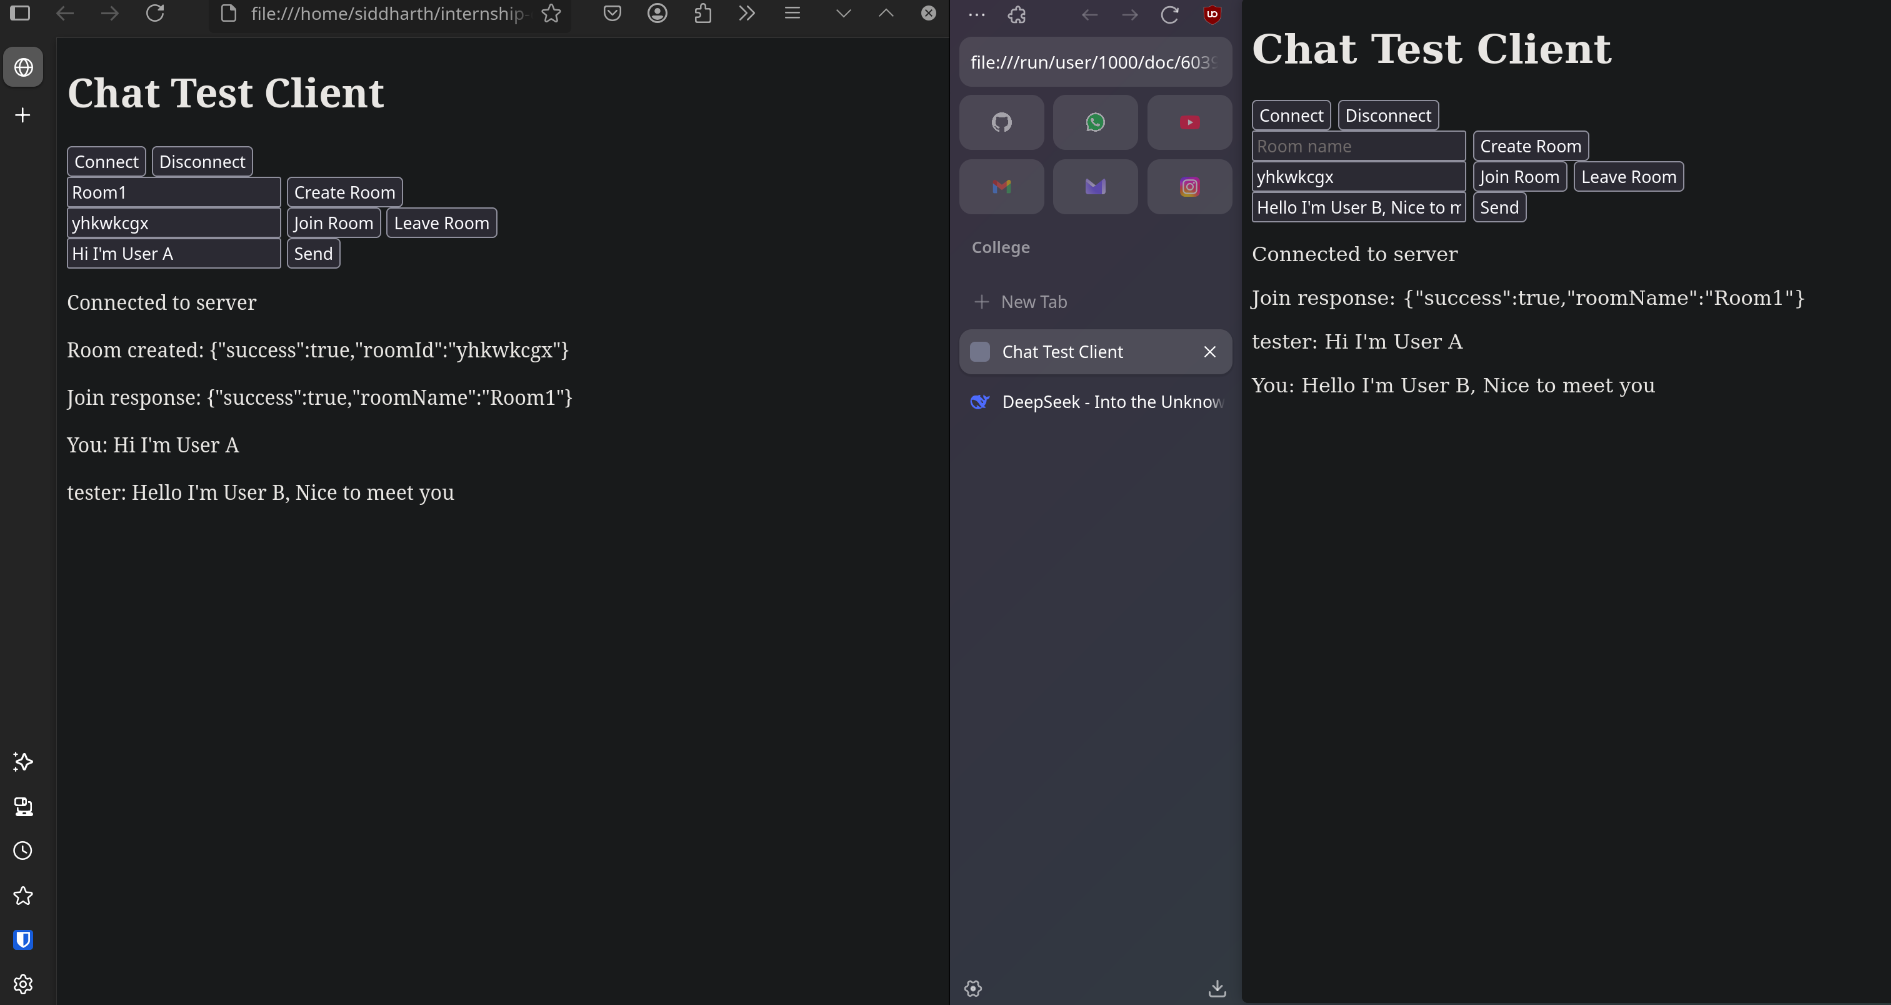 file:///home/siddharth/internship-
Chat Test Client
Connect Disconnect
Room1 Create Room
yhkwkcgx Join Room Leave Room
Hi I'm User A Send
Connected to server
Room created: {"success":true,"roomId":"yhkwkcgx"}
Join response: {"success":true,"roomName":"Room1"}
You: Hi I'm User A
tester: Hello I'm User B, Nice to meet you
file:///run/user/1000/doc/6039
College
New Tab
Chat Test Client
DeepSeek - Into the Unknow
Chat Test Client
Connect Disconnect
Room name Create Room
yhkwkcgx Join Room Leave Room
Hello I'm User B, Nice to m Send
Connected to server
Join response: {"success":true,"roomName":"Room1"}
tester: Hi I'm User A
You: Hello I'm User B, Nice to meet you